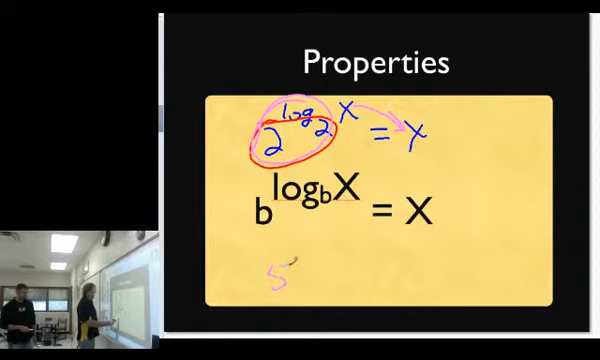 Properties
2^log₂ x = x
b^log_b X = X
5